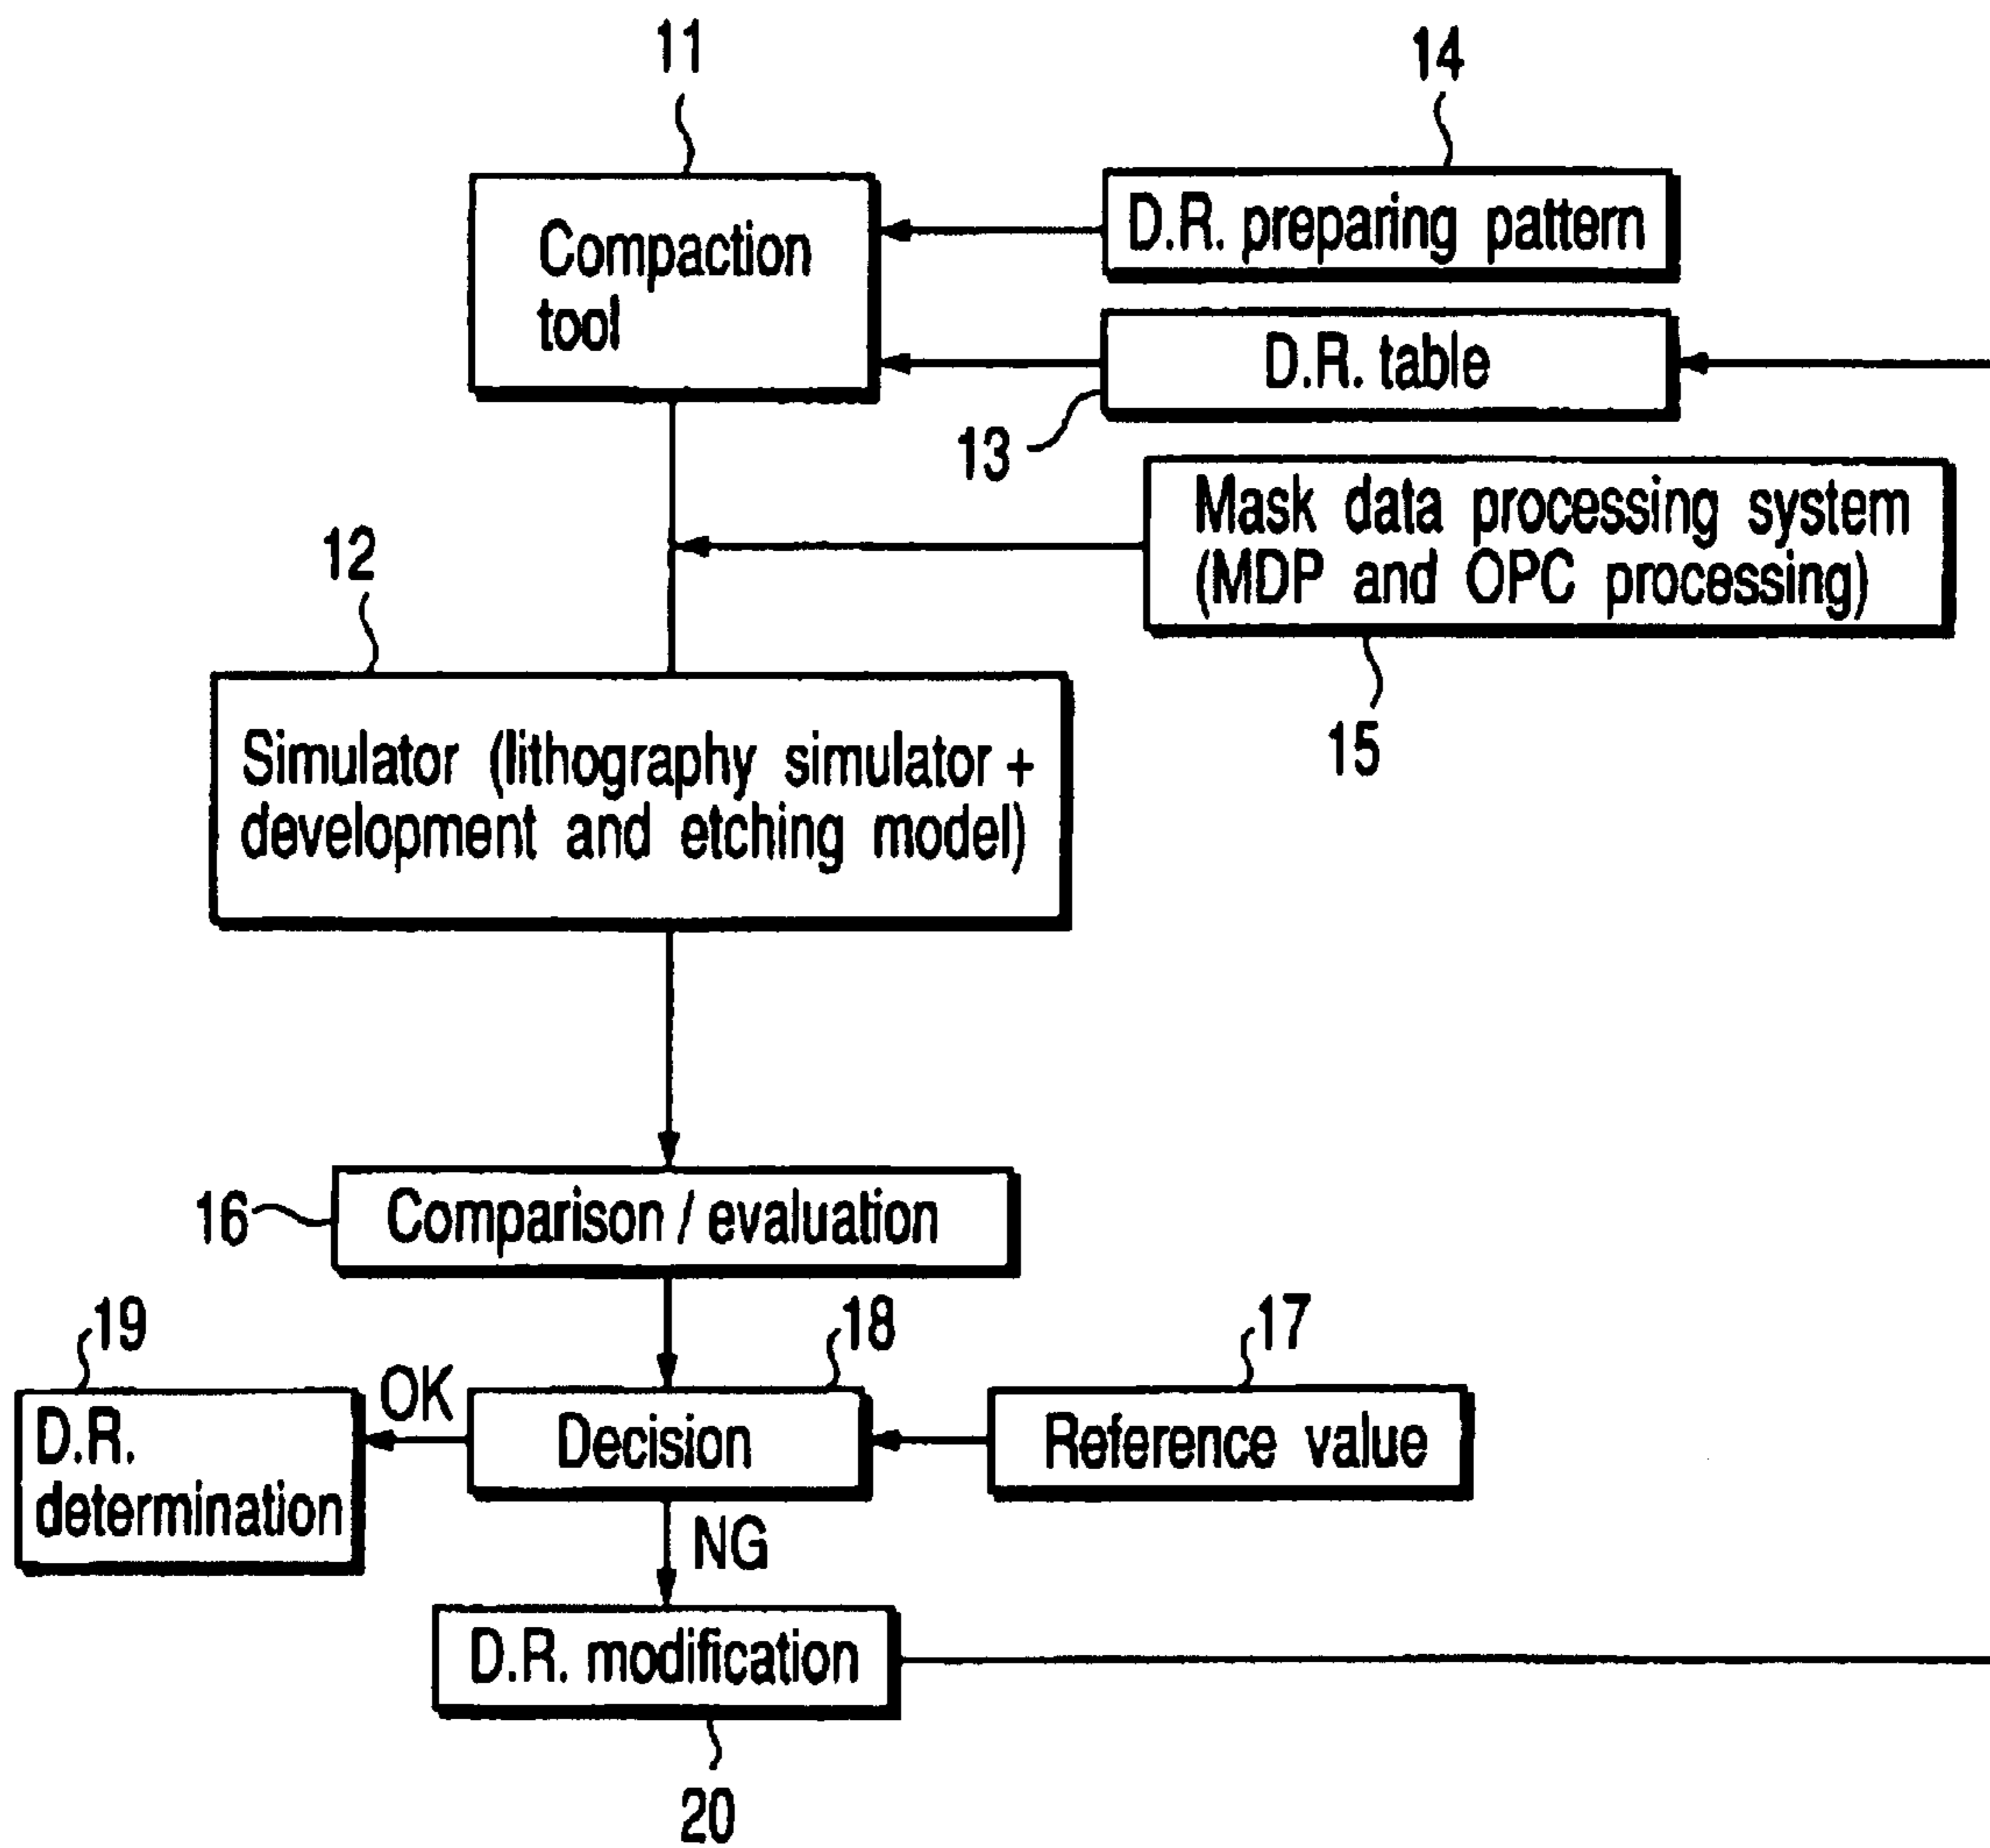 11
14
Compaction
tool
D.R. preparing pattern
D.R. table
13
Mask data processing system
(MDP and OPC processing)
12
15
Simulator (lithography simulator +
development and etching model)
16
Comparison / evaluation
19
18
17
OK
D.R.
determination
Decision
Reference value
NG
D.R. modification
20